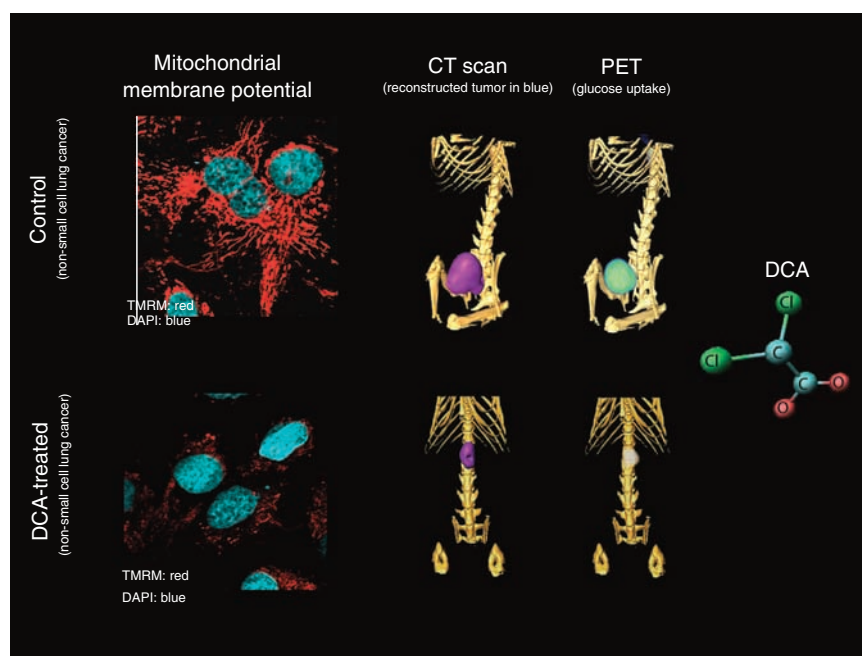 Mitochondrial
membrane potential
CT scan
(reconstructed tumor in blue)
PET
(glucose uptake)
Control
(non-small cell lung cancer)
TMRM: red
DAPI: blue
DCA
Cl
Cl
C
C
O
O
DCA-treated
(non-small cell lung cancer)
TMRM: red
DAPI: blue